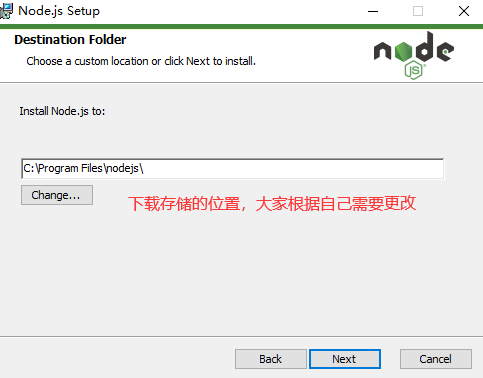 Node.js Setup
Destination Folder
Choose a custom location or click Next to install.
node
JS
Install Node.js to:
C:\Program Files\nodejs\
Change...
下载存储的位置，大家根据自己需要更改
Back
Next
Cancel